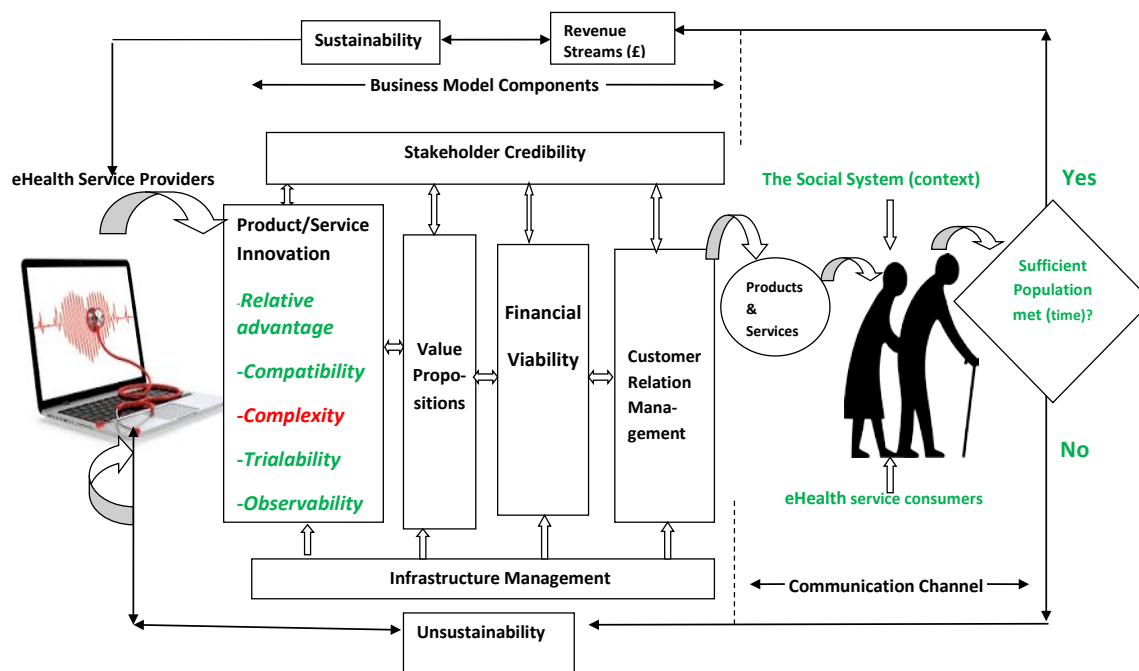 Sustainability
Revenue
Streams (£)
Business Model Components
Stakeholder Credibility
eHealth Service Providers
The Social System (context)
Yes
Product/Service
Innovation
-Relative
advantage
-Compatibility
-Complexity
-Trialability
-Observability
Value
Propo-
sitions
Financial
Viability
Customer
Relation
Mana-
gement
Products
&
Services
Sufficient
Population
met (time)?
No
eHealth service consumers
Infrastructure Management
Communication Channel
Unsustainability